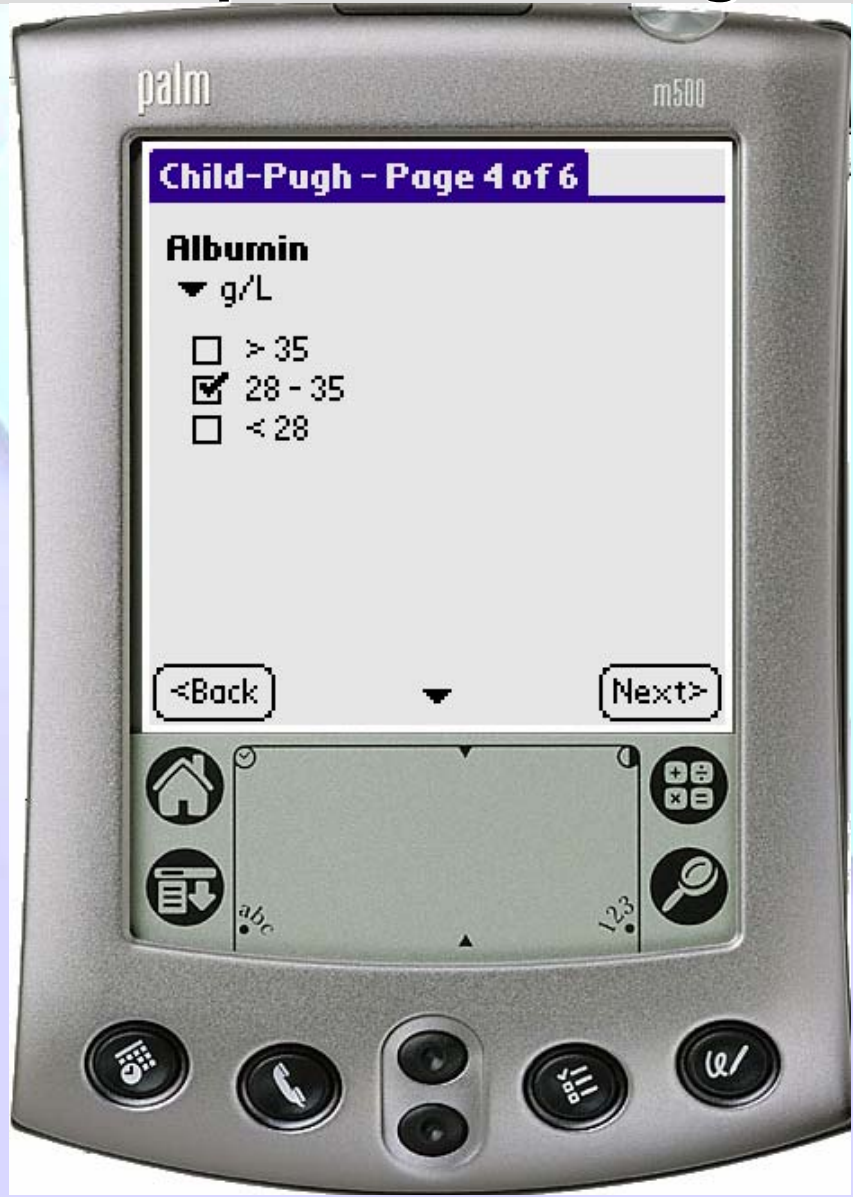 palm
m500
Child-Pugh - Page 4 of 6
Albumin
g/L
> 35
28 - 35
< 28
<Back
Next>
abc
123